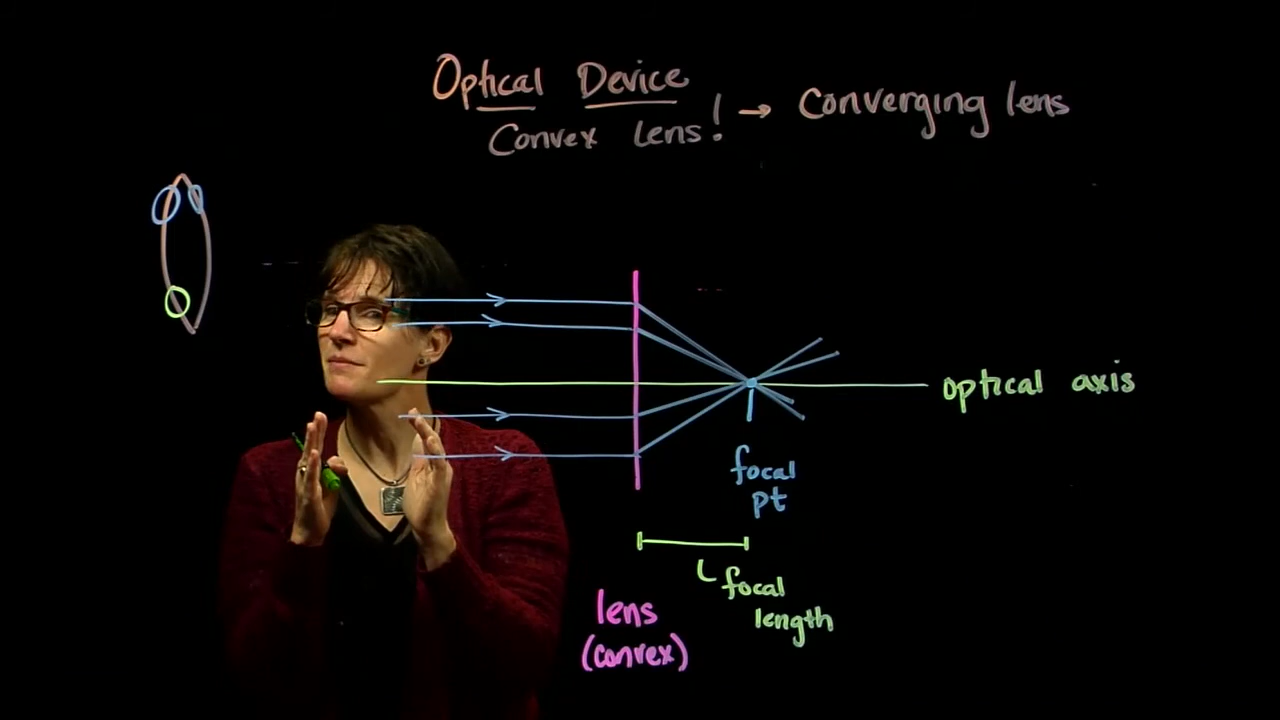 Optical Device
Convex Lens! → Converging lens
optical axis
focal
pt
focal
length
lens
(convex)